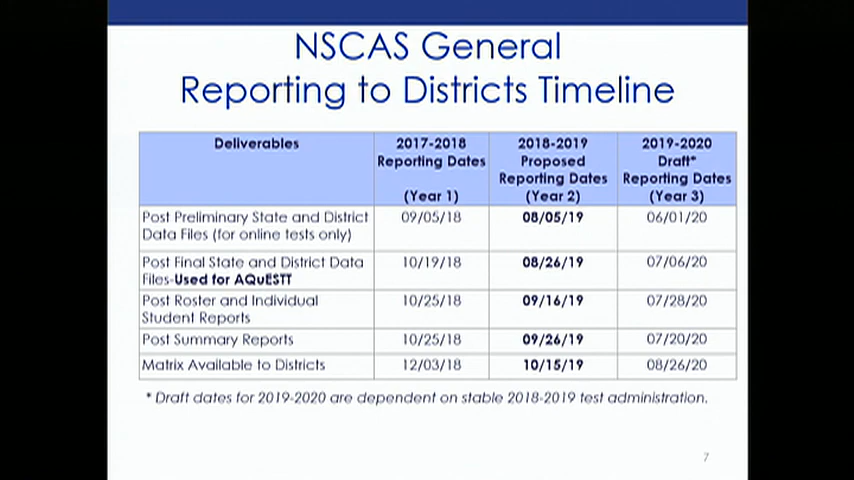 NSCAS General
Reporting to Districts Timeline
Deliverables
2017-2018
Reporting Dates
(Year 1)
2018-2019
Proposed
Reporting Dates
(Year 2)
2019-2020
Draft*
Reporting Dates
(Year 3)
Post Preliminary State and District
Data Files (for online tests only)
09/05/18
08/05/19
06/01/20
Post Final State and District Data
Files-Used for AQuESTT
10/19/18
08/26/19
07/06/20
Post Roster and Individual
Student Reports
10/25/18
09/16/19
07/28/20
Post Summary Reports
10/25/18
09/26/19
07/20/20
Matrix Available to Districts
12/03/18
10/15/19
08/26/20
* Draft dates for 2019-2020 are dependent on stable 2018-2019 test administration.
7